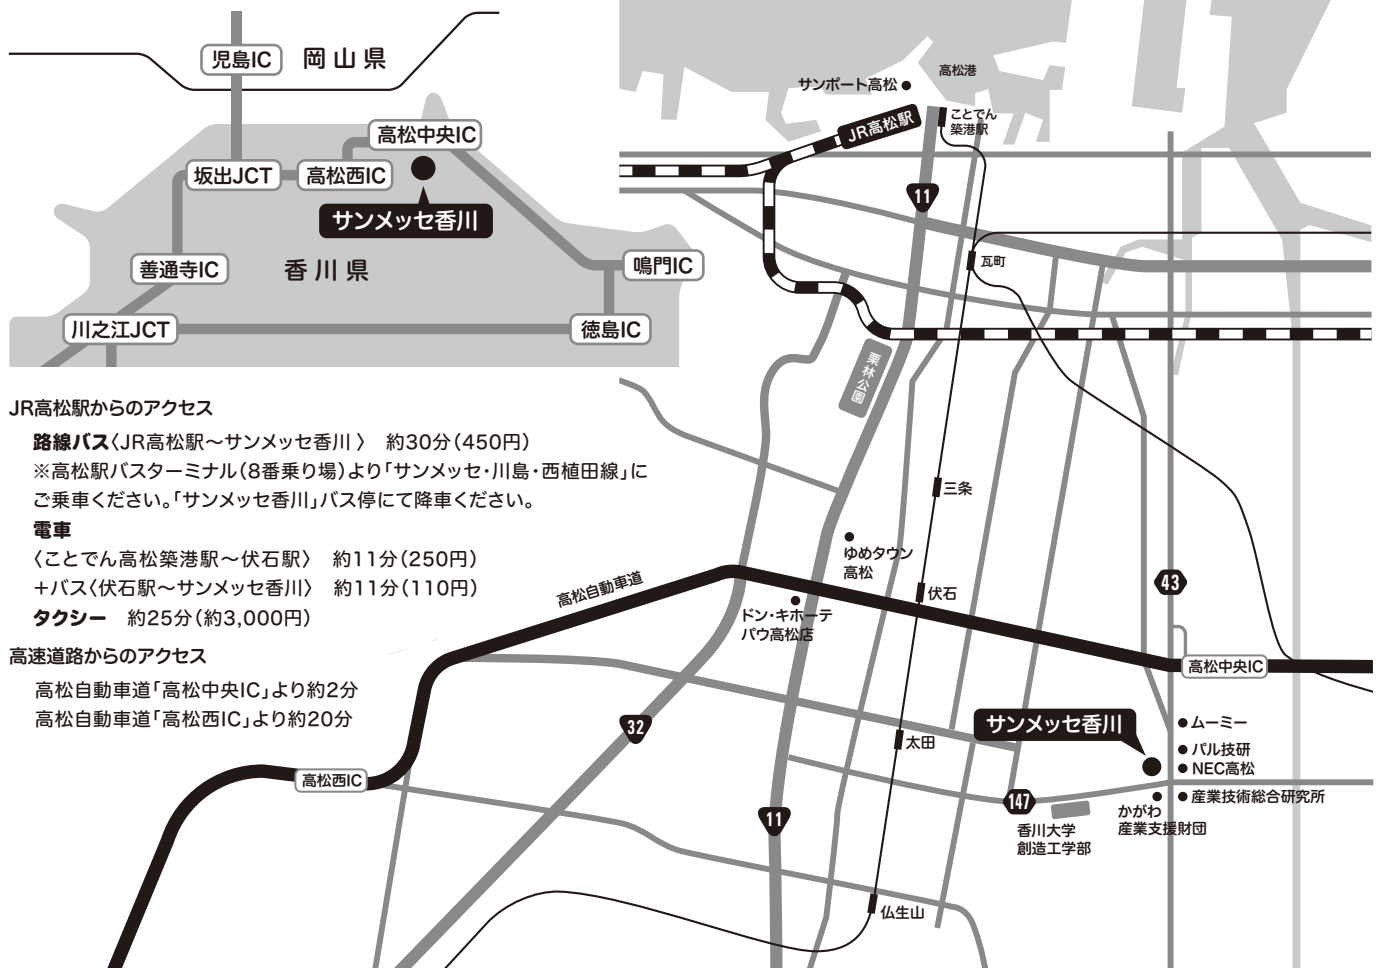 児島IC
岡山県
高松中央IC
坂出JCT
高松西IC
サンメッセ香川
善通寺IC
香川県
鳴門IC
川之江JCT
徳島IC
JR高松駅からのアクセス
路線バス〈JR高松駅～サンメッセ香川 〉 約30分(450円)
※高松駅バスターミナル(8番乗り場)より「サンメッセ・川島・西植田線」に
ご乗車ください。「サンメッセ香川」バス停にて降車ください。
電車
〈ことでん高松築港駅～伏石駅〉 約11分(250円)
+バス〈伏石駅～サンメッセ香川〉 約11分(110円)
タクシー 約25分(約3,000円)
高速道路からのアクセス
高松自動車道「高松中央IC」より約2分
高松自動車道「高松西IC」より約20分
高松港
サンポート高松
JR高松駅
ことでん
築港駅
11
瓦町
栗林公園
三条
ゆめタウン
高松
高松自動車道
伏石
43
ドン・キホーテ
パウ高松店
高松中央IC
32
サンメッセ香川
ムーミー
太田
パル技研
NEC高松
高松西IC
147
産業技術総合研究所
11
かがわ
産業支援財団
香川大学
創造工学部
仏生山